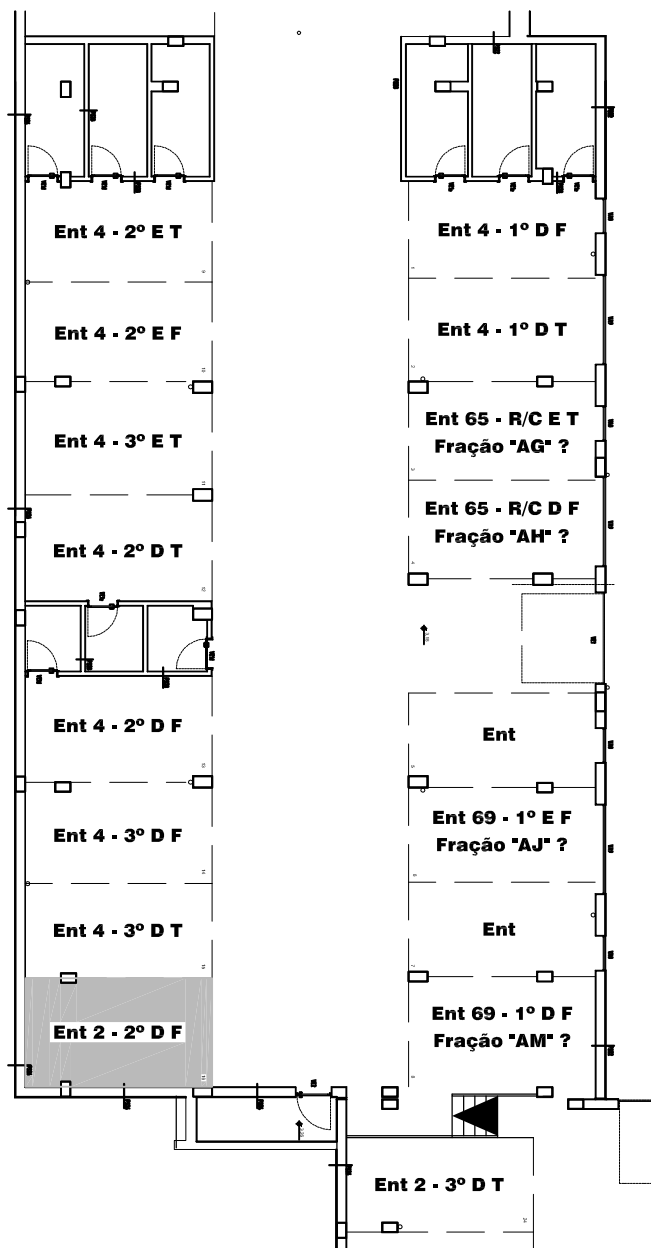 Ent 4 - 2º E T
Ent 4 - 1º D F
Ent 4 - 2º E F
Ent 4 - 1º D T
Ent 4 - 3º E T
Ent 65 - R/C E T
Fração "AG" ?
Ent 4 - 2º D T
Ent 65 - R/C D F
Fração "AH" ?
Ent 4 - 2º D F
Ent
Ent 4 - 3º D F
Ent 69 - 1º E F
Fração "AJ" ?
Ent 4 - 3º D T
Ent
Ent 2 - 2º D F
Ent 69 - 1º D F
Fração "AM" ?
Ent 2 - 3º D T